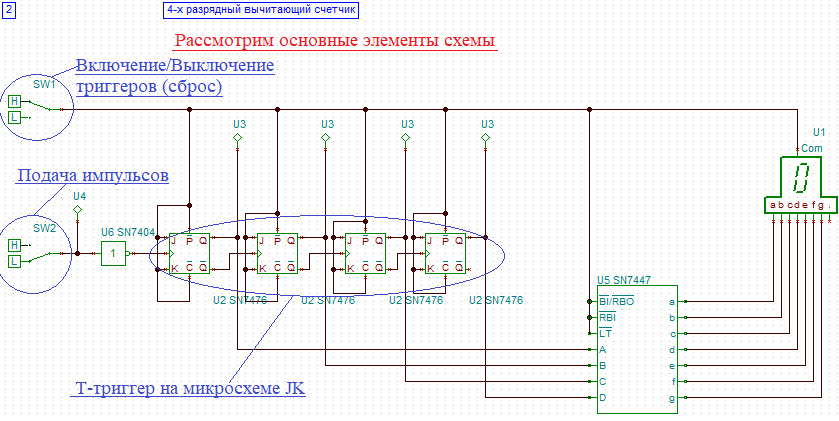 2
4-х разрядный вычитающий счетчик
Рассмотрим основные элементы схемы
Включение/Выключение
триггеров (сброс)
SW1
H
L
U3 U3 U3 U3
U1
Com
a b c d e f g .
Подача импульсов
U4
SW2
H
L
U6 SN7404
1
J P Q J P Q J P Q J P Q
K C Q K C Q K C Q K C Q
U2 SN7476 U2 SN7476 U2 SN7476 U2 SN7476
U5 SN7447
BI/RBO a
RBI b
LT c
A d
B e
C f
D g
Т-триггер на микросхеме JK